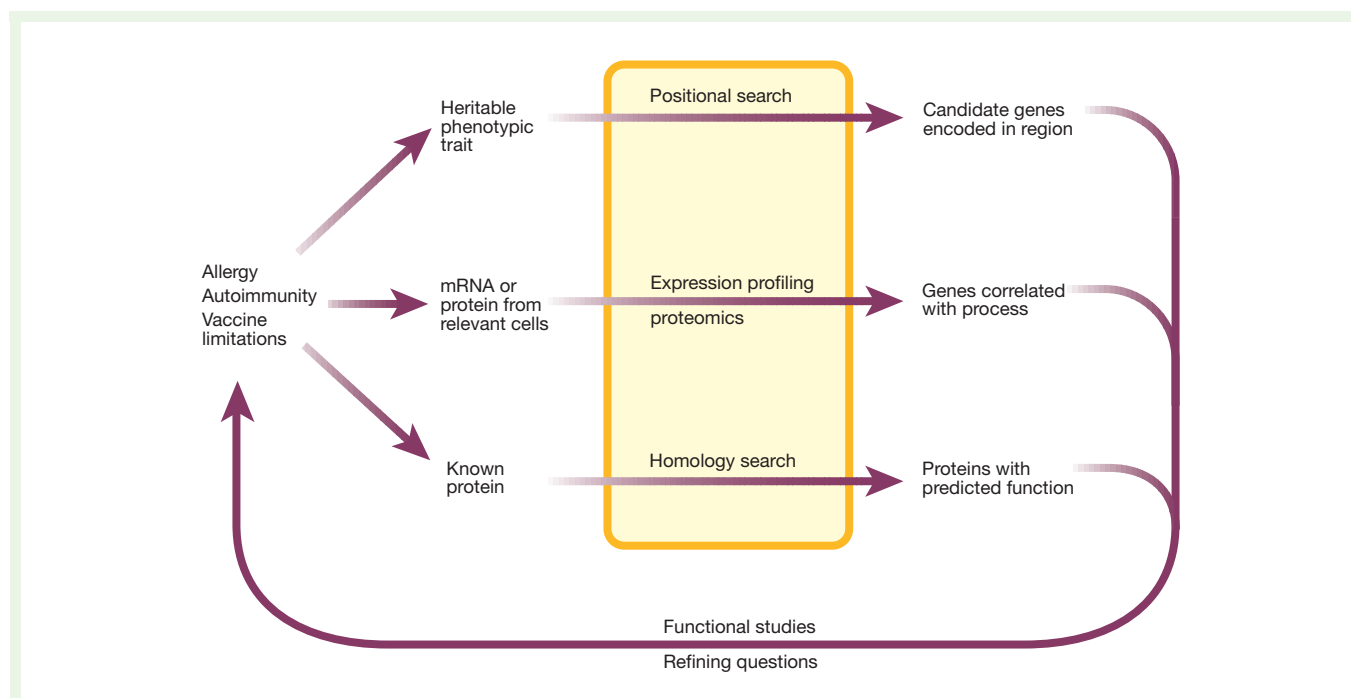 Positional search
Heritable
phenotypic
trait
Candidate genes
encoded in region
Allergy
Autoimmunity
Vaccine
limitations
mRNA or
protein from
relevant cells
Expression profiling
proteomics
Genes correlated
with process
Known
protein
Homology search
Proteins with
predicted function
Functional studies
Refining questions